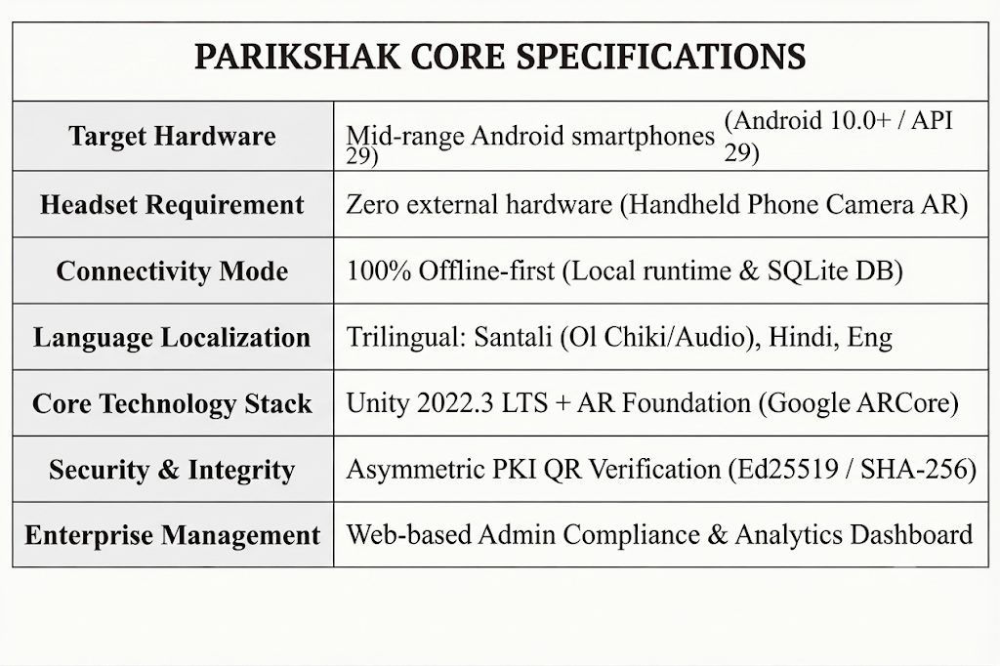 PARIKSHAK CORE SPECIFICATIONS
Target Hardware
Mid-range Android smartphones (Android 10.0+ / API
29) 29)
Headset Requirement
Zero external hardware (Handheld Phone Camera AR)
Connectivity Mode
100% Offline-first (Local runtime & SQLite DB)
Language Localization
Trilingual: Santali (Ol Chiki/Audio), Hindi, Eng
Core Technology Stack
Unity 2022.3 LTS + AR Foundation (Google ARCore)
Security & Integrity
Asymmetric PKI QR Verification (Ed25519 / SHA-256)
Enterprise Management
Web-based Admin Compliance & Analytics Dashboard